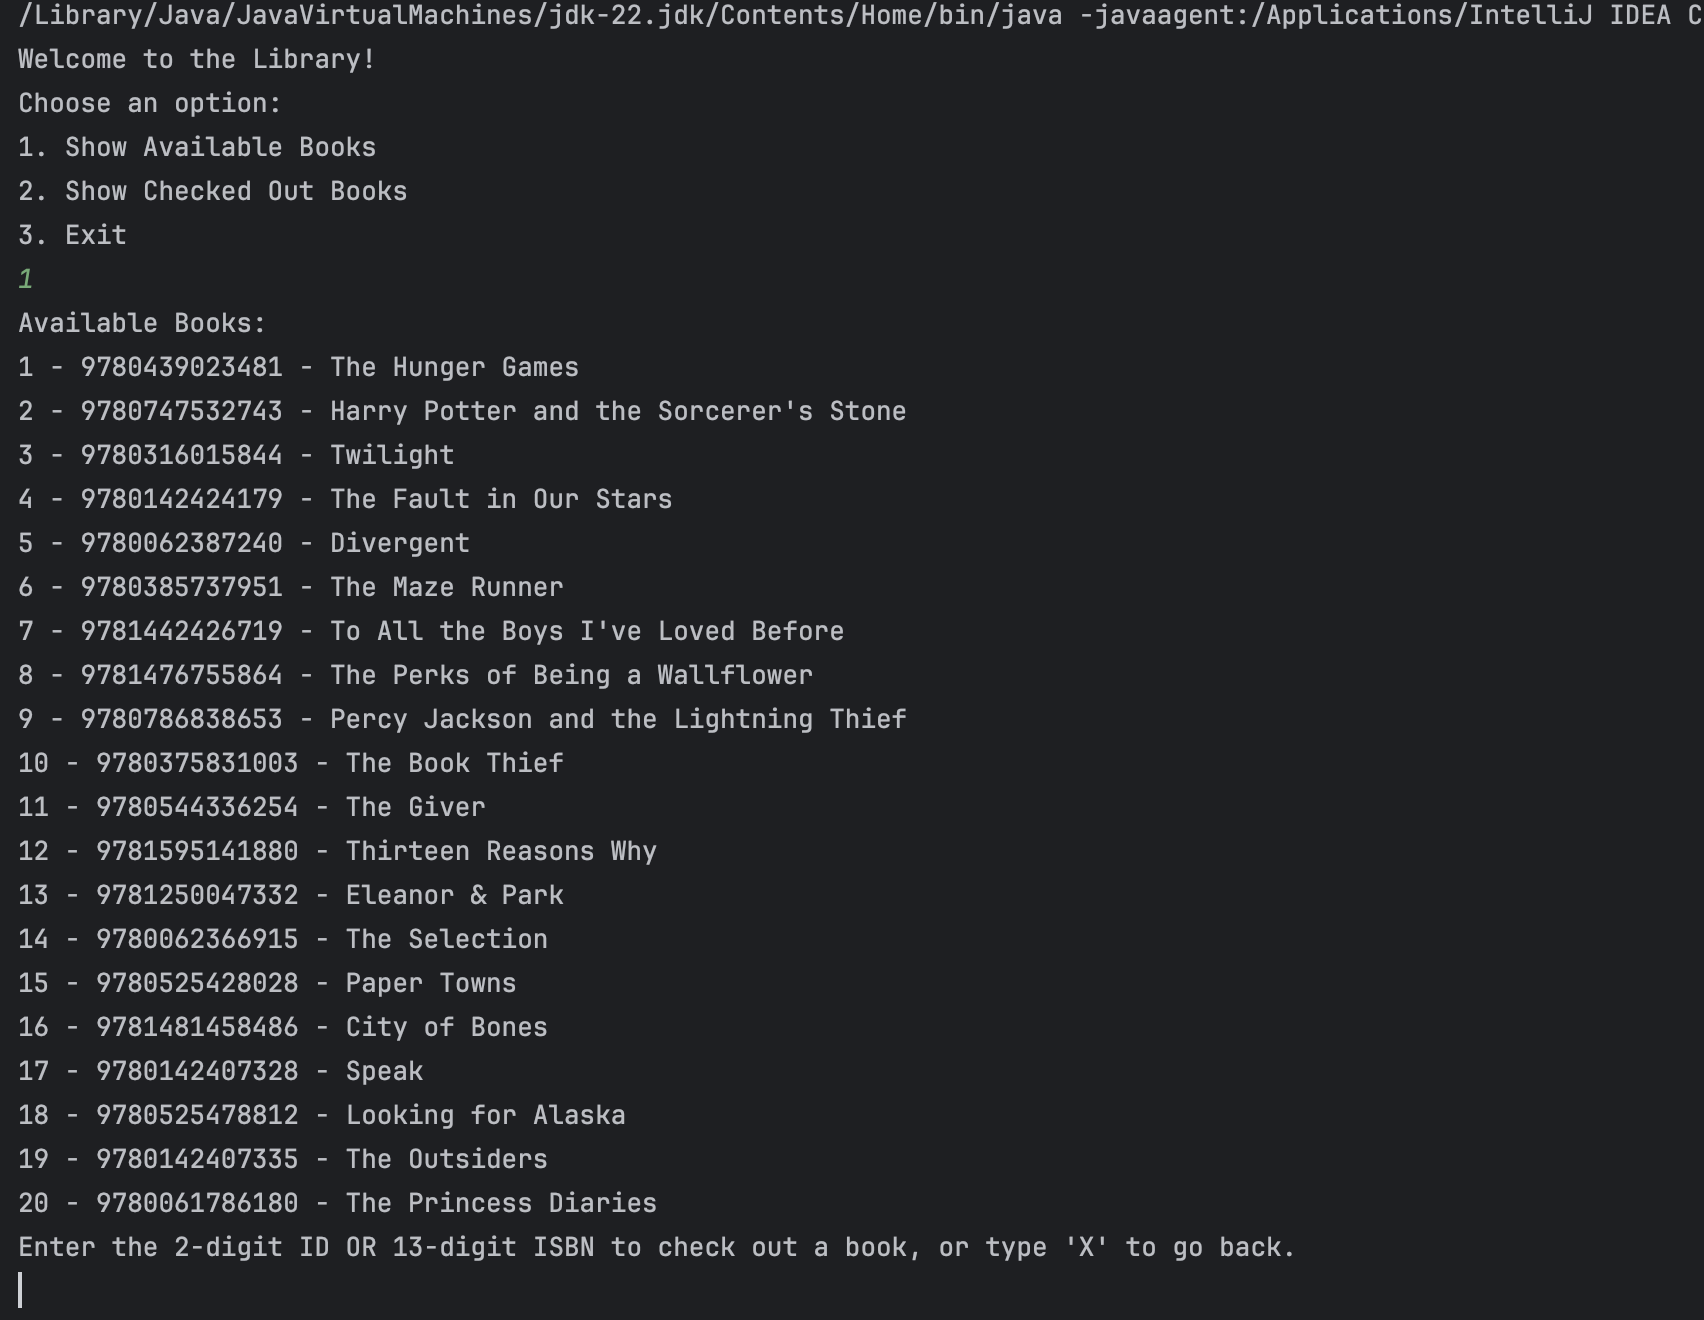 /Library/Java/JavaVirtualMachines/jdk-22.jdk/Contents/Home/bin/java -javaagent:/Applications/IntelliJ IDEA C
Welcome to the Library!
Choose an option:
1. Show Available Books
2. Show Checked Out Books
3. Exit
1
Available Books:
1 - 9780439023481 - The Hunger Games
2 - 9780747532743 - Harry Potter and the Sorcerer's Stone
3 - 9780316015844 - Twilight
4 - 9780142424179 - The Fault in Our Stars
5 - 9780062387240 - Divergent
6 - 9780385737951 - The Maze Runner
7 - 9781442426719 - To All the Boys I've Loved Before
8 - 9781476755864 - The Perks of Being a Wallflower
9 - 9780786838653 - Percy Jackson and the Lightning Thief
10 - 9780375831003 - The Book Thief
11 - 9780544336254 - The Giver
12 - 9781595141880 - Thirteen Reasons Why
13 - 9781250047332 - Eleanor & Park
14 - 9780062366915 - The Selection
15 - 9780525428028 - Paper Towns
16 - 9781481458486 - City of Bones
17 - 9780142407328 - Speak
18 - 9780525478812 - Looking for Alaska
19 - 9780142407335 - The Outsiders
20 - 9780061786180 - The Princess Diaries
Enter the 2-digit ID OR 13-digit ISBN to check out a book, or type 'X' to go back.